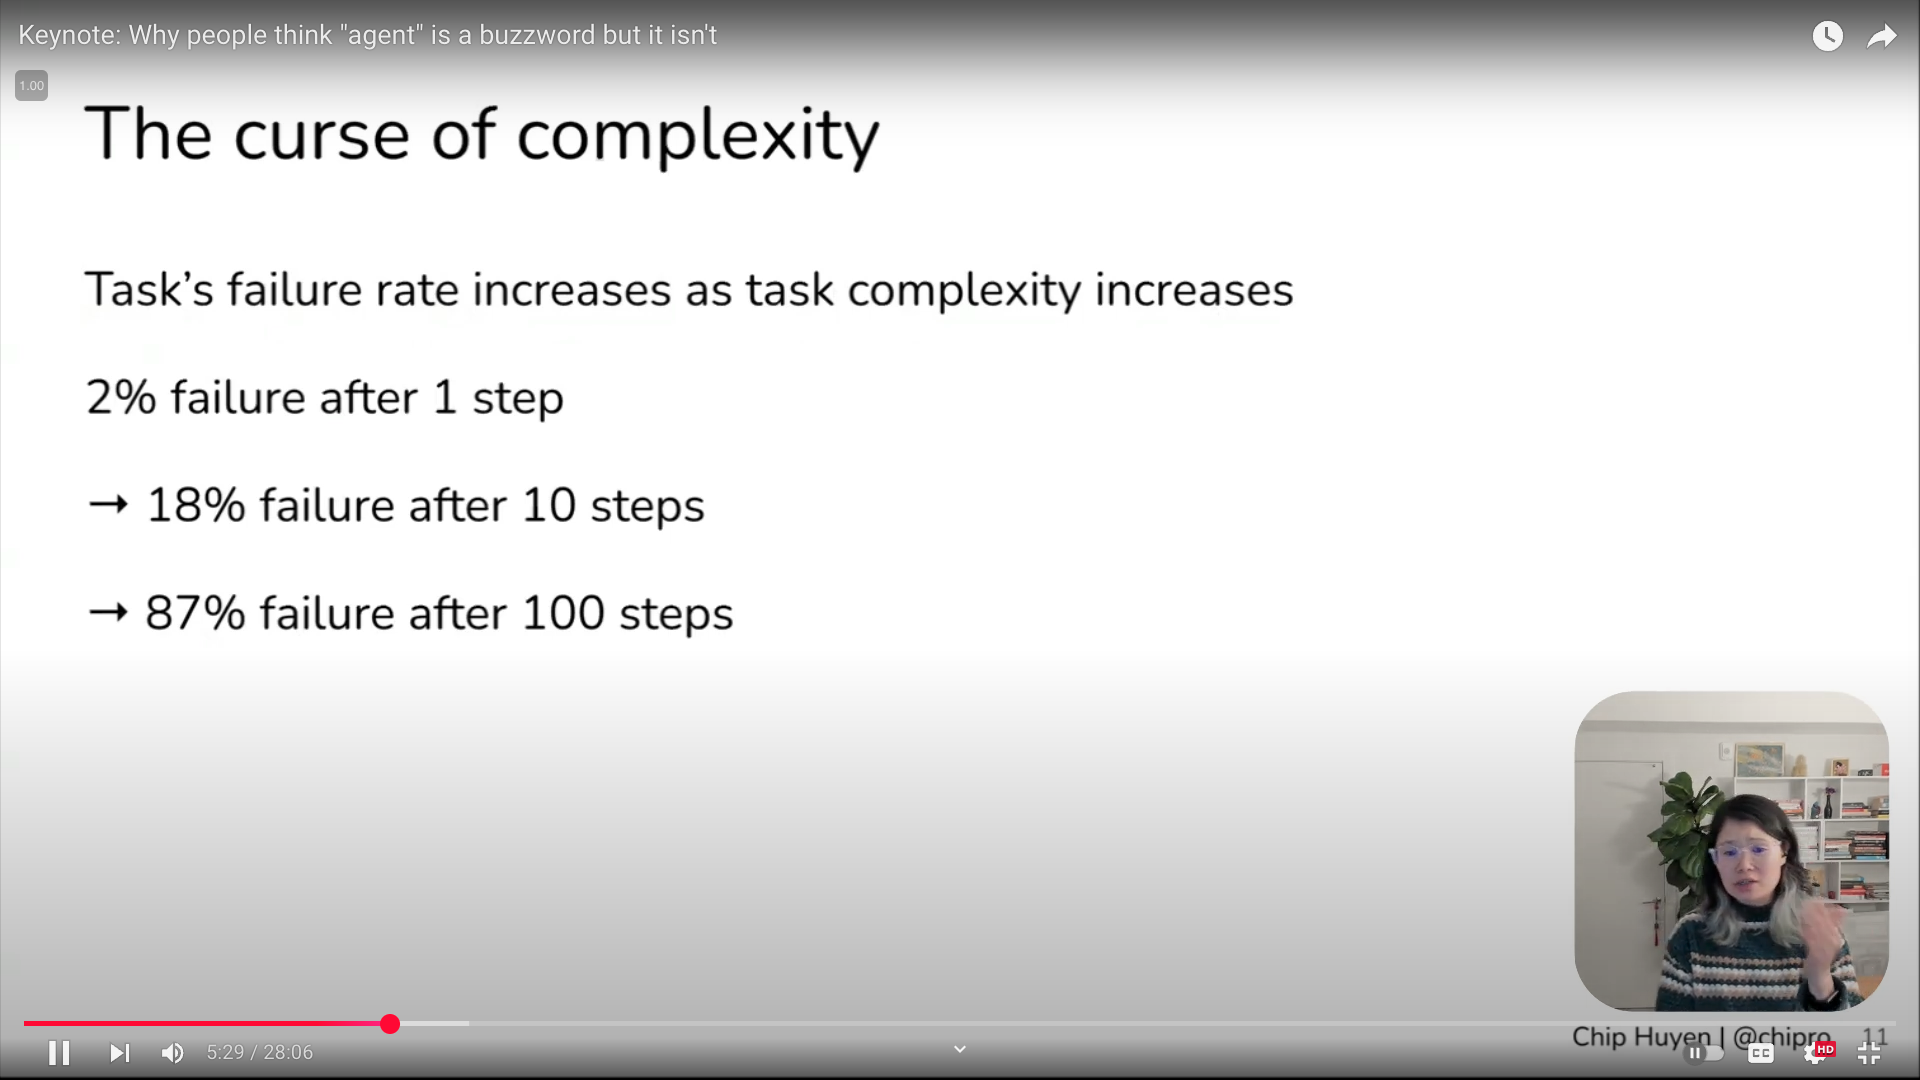 Keynote: Why people think "agent" is a buzzword but it isn't
1.00
The curse of complexity
Task’s failure rate increases as task complexity increases
2% failure after 1 step
→ 18% failure after 10 steps
→ 87% failure after 100 steps
Chip Huyen | @chipro 11
5:29 / 28:06
CC
HD